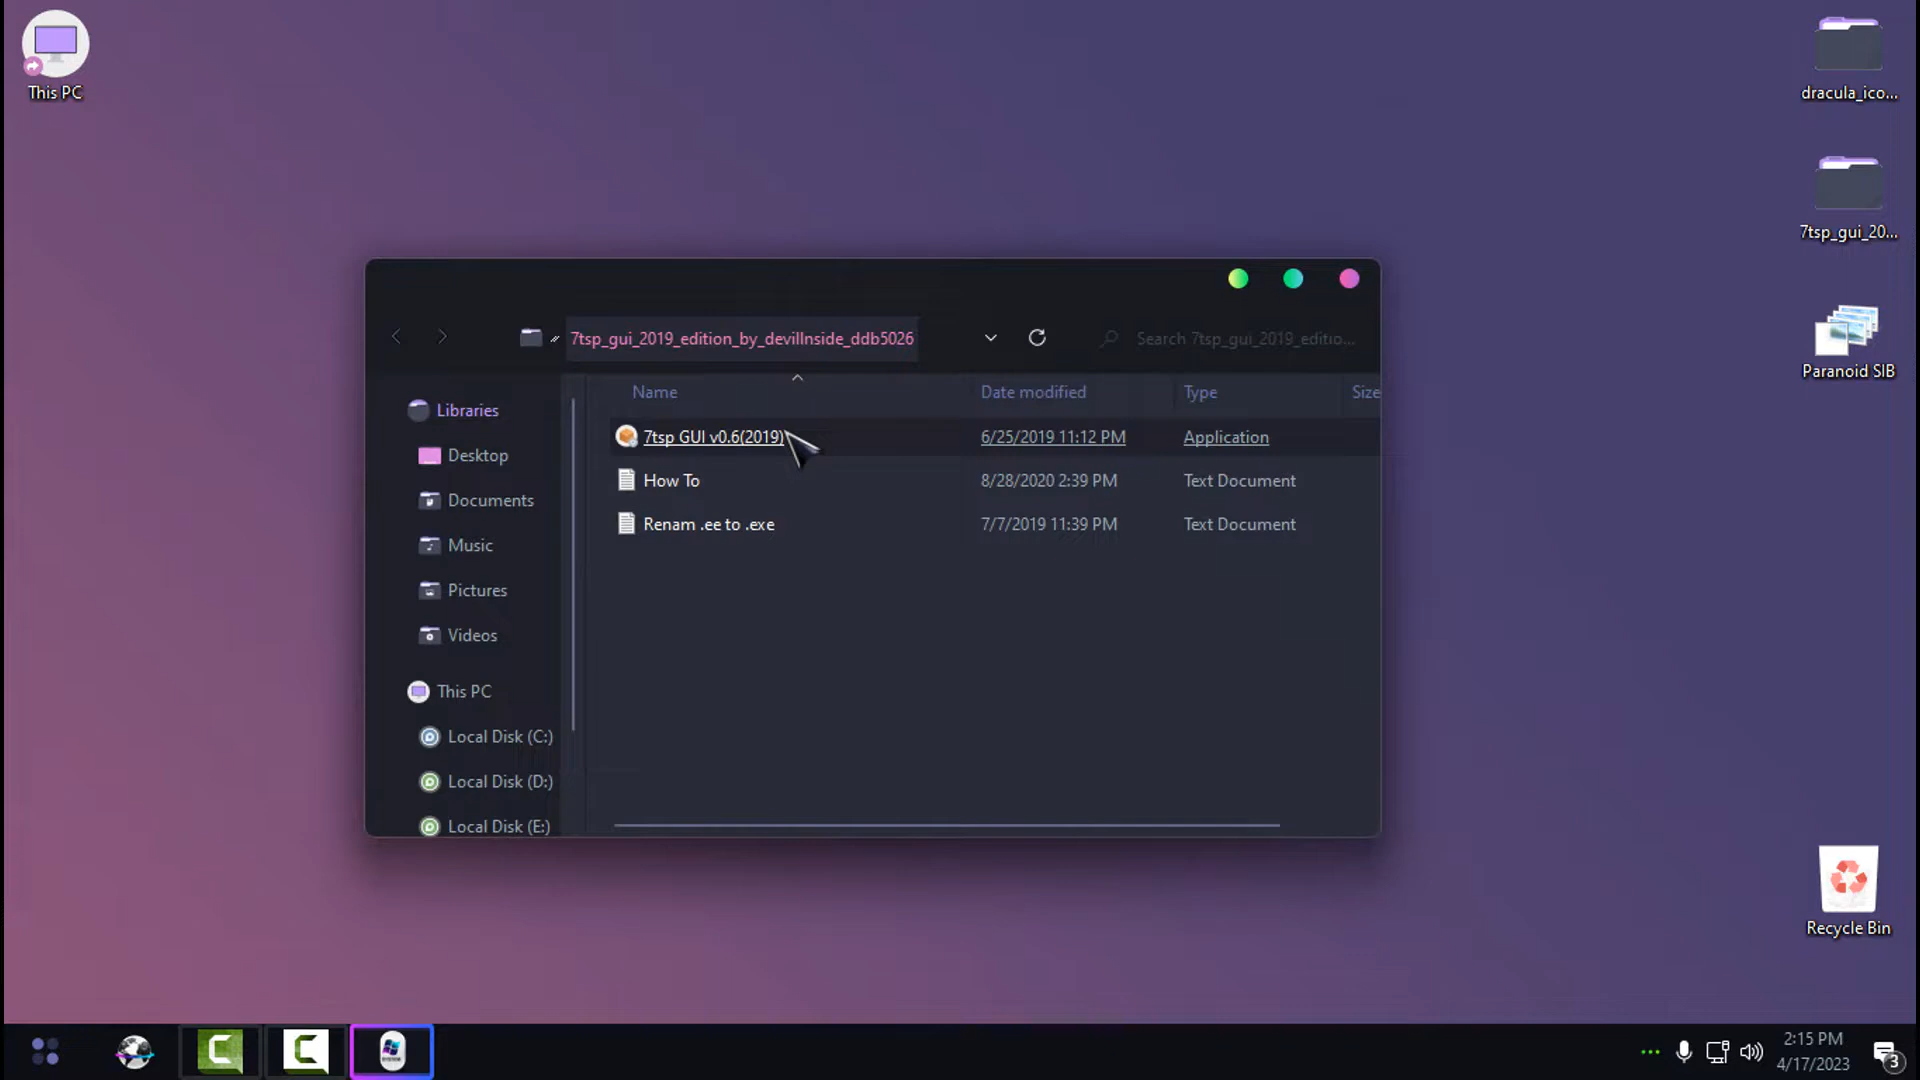 This PC
dracula_ico...
7tsp_gui_20...
Paranoid SIB
7tsp_gui_2019_edition_by_devillnside_ddb5026
Search 7tsp_gui_2019_editio...
Name Date modified Type Size
Libraries
7tsp GUI v0.6(2019) 6/25/2019 11:12 PM Application
Desktop
How To 8/28/2020 2:39 PM Text Document
Documents
Renam .ee to .exe 7/7/2019 11:39 PM Text Document
Music
Pictures
Videos
This PC
Local Disk (C:)
Local Disk (D:)
Local Disk (E:)
Recycle Bin
2:15 PM
4/17/2023
3